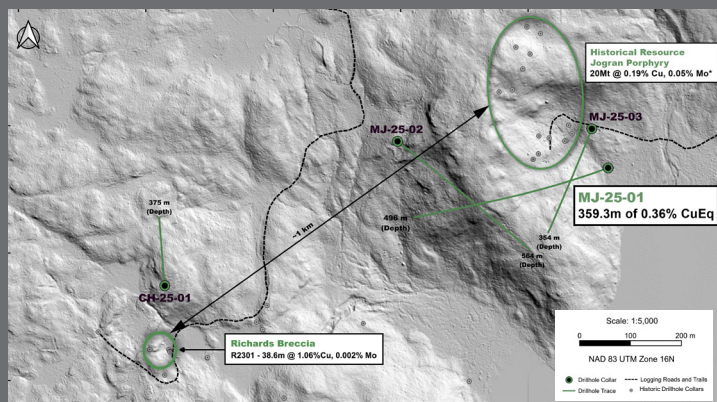 Historical Resource
Jogran Porphyry
20Mt @ 0.19% Cu, 0.05% Mo*
MJ-25-03
MJ-25-02
MJ-25-01
359.3m of 0.36% CuEq
375 m
(Depth)
496 m
(Depth)
~1 km
354 m
(Depth)
564 m
(Depth)
CH-25-01
Richards Breccia
R2301 - 38.6m @ 1.06%Cu, 0.002% Mo
Scale: 1:5,000
0 100 200 m
NAD 83 UTM Zone 16N
Drillhole Collar
Logging Roads and Trails
Drillhole Trace
Historic Drillhole Collars